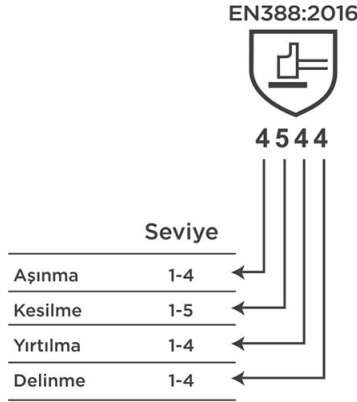 EN388:2016
4544
Seviye
Aşınma 1-4
Kesilme 1-5
Yırtılma 1-4
Delinme 1-4